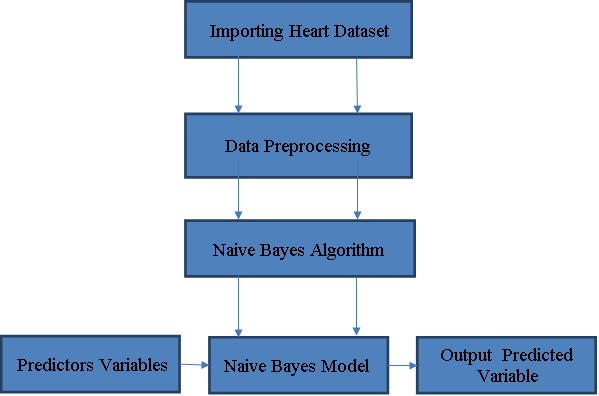 Importing Heart Dataset
Data Preprocessing
Naive Bayes Algorithm
Predictors Variables
Naive Bayes Model
Output Predicted
Variable